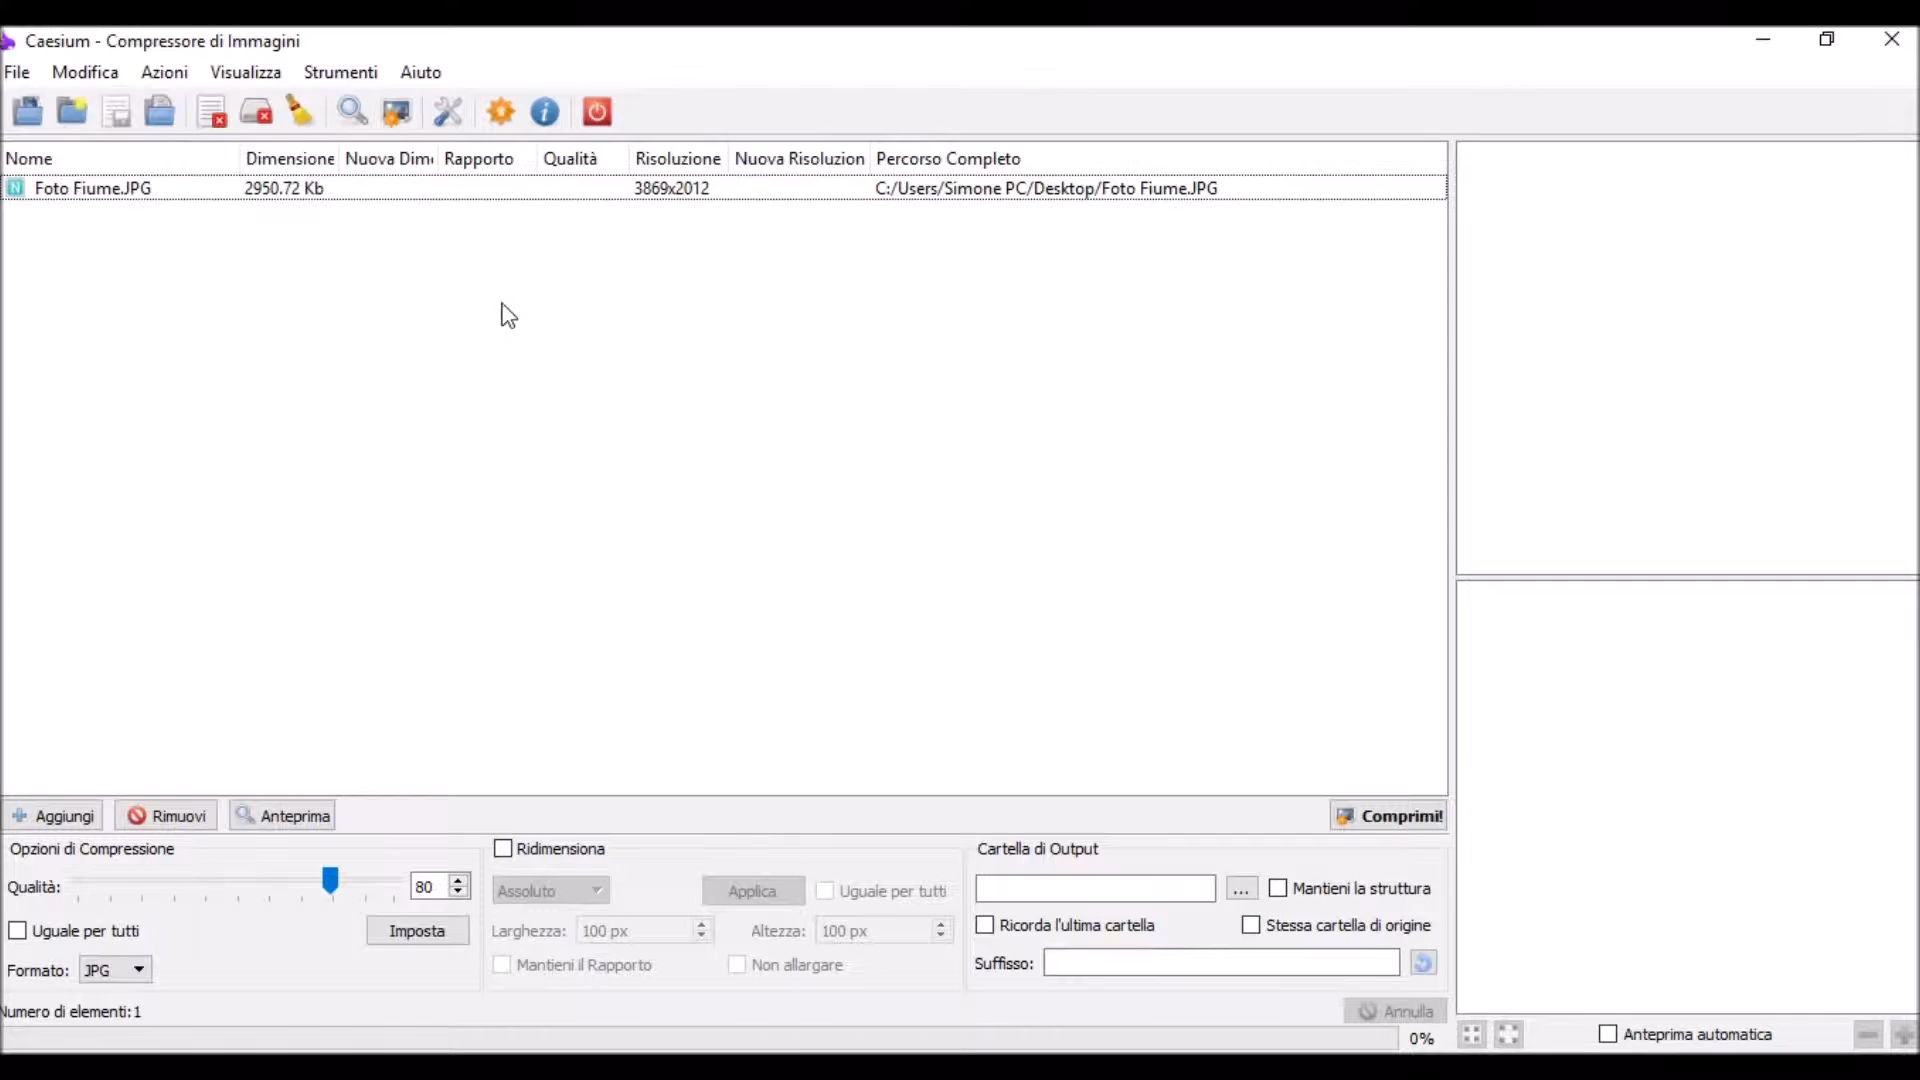 Caesium - Compressore di Immagini
File Modifica Azioni Visualizza Strumenti Aiuto
Nome Dimensione Nuova Dim Rapporto Qualità Risoluzione Nuova Risoluzion Percorso Completo
N Foto Fiume.JPG 2950.72 Kb 3869x2012 C:/Users/Simone PC/Desktop/Foto Fiume.JPG
Aggiungi Rimuovi Anteprima Comprimi!
Opzioni di Compressione Ridimensiona Cartella di Output
Qualità: 80 Assoluto Applica Uguale per tutti ... Mantieni la struttura
Uguale per tutti Imposta Larghezza: 100 px Altezza: 100 px Ricorda l'ultima cartella Stessa cartella di origine
Formato: JPG Mantieni il Rapporto Non allargare Suffisso:
Numero di elementi:1 Annulla
0% Anteprima automatica